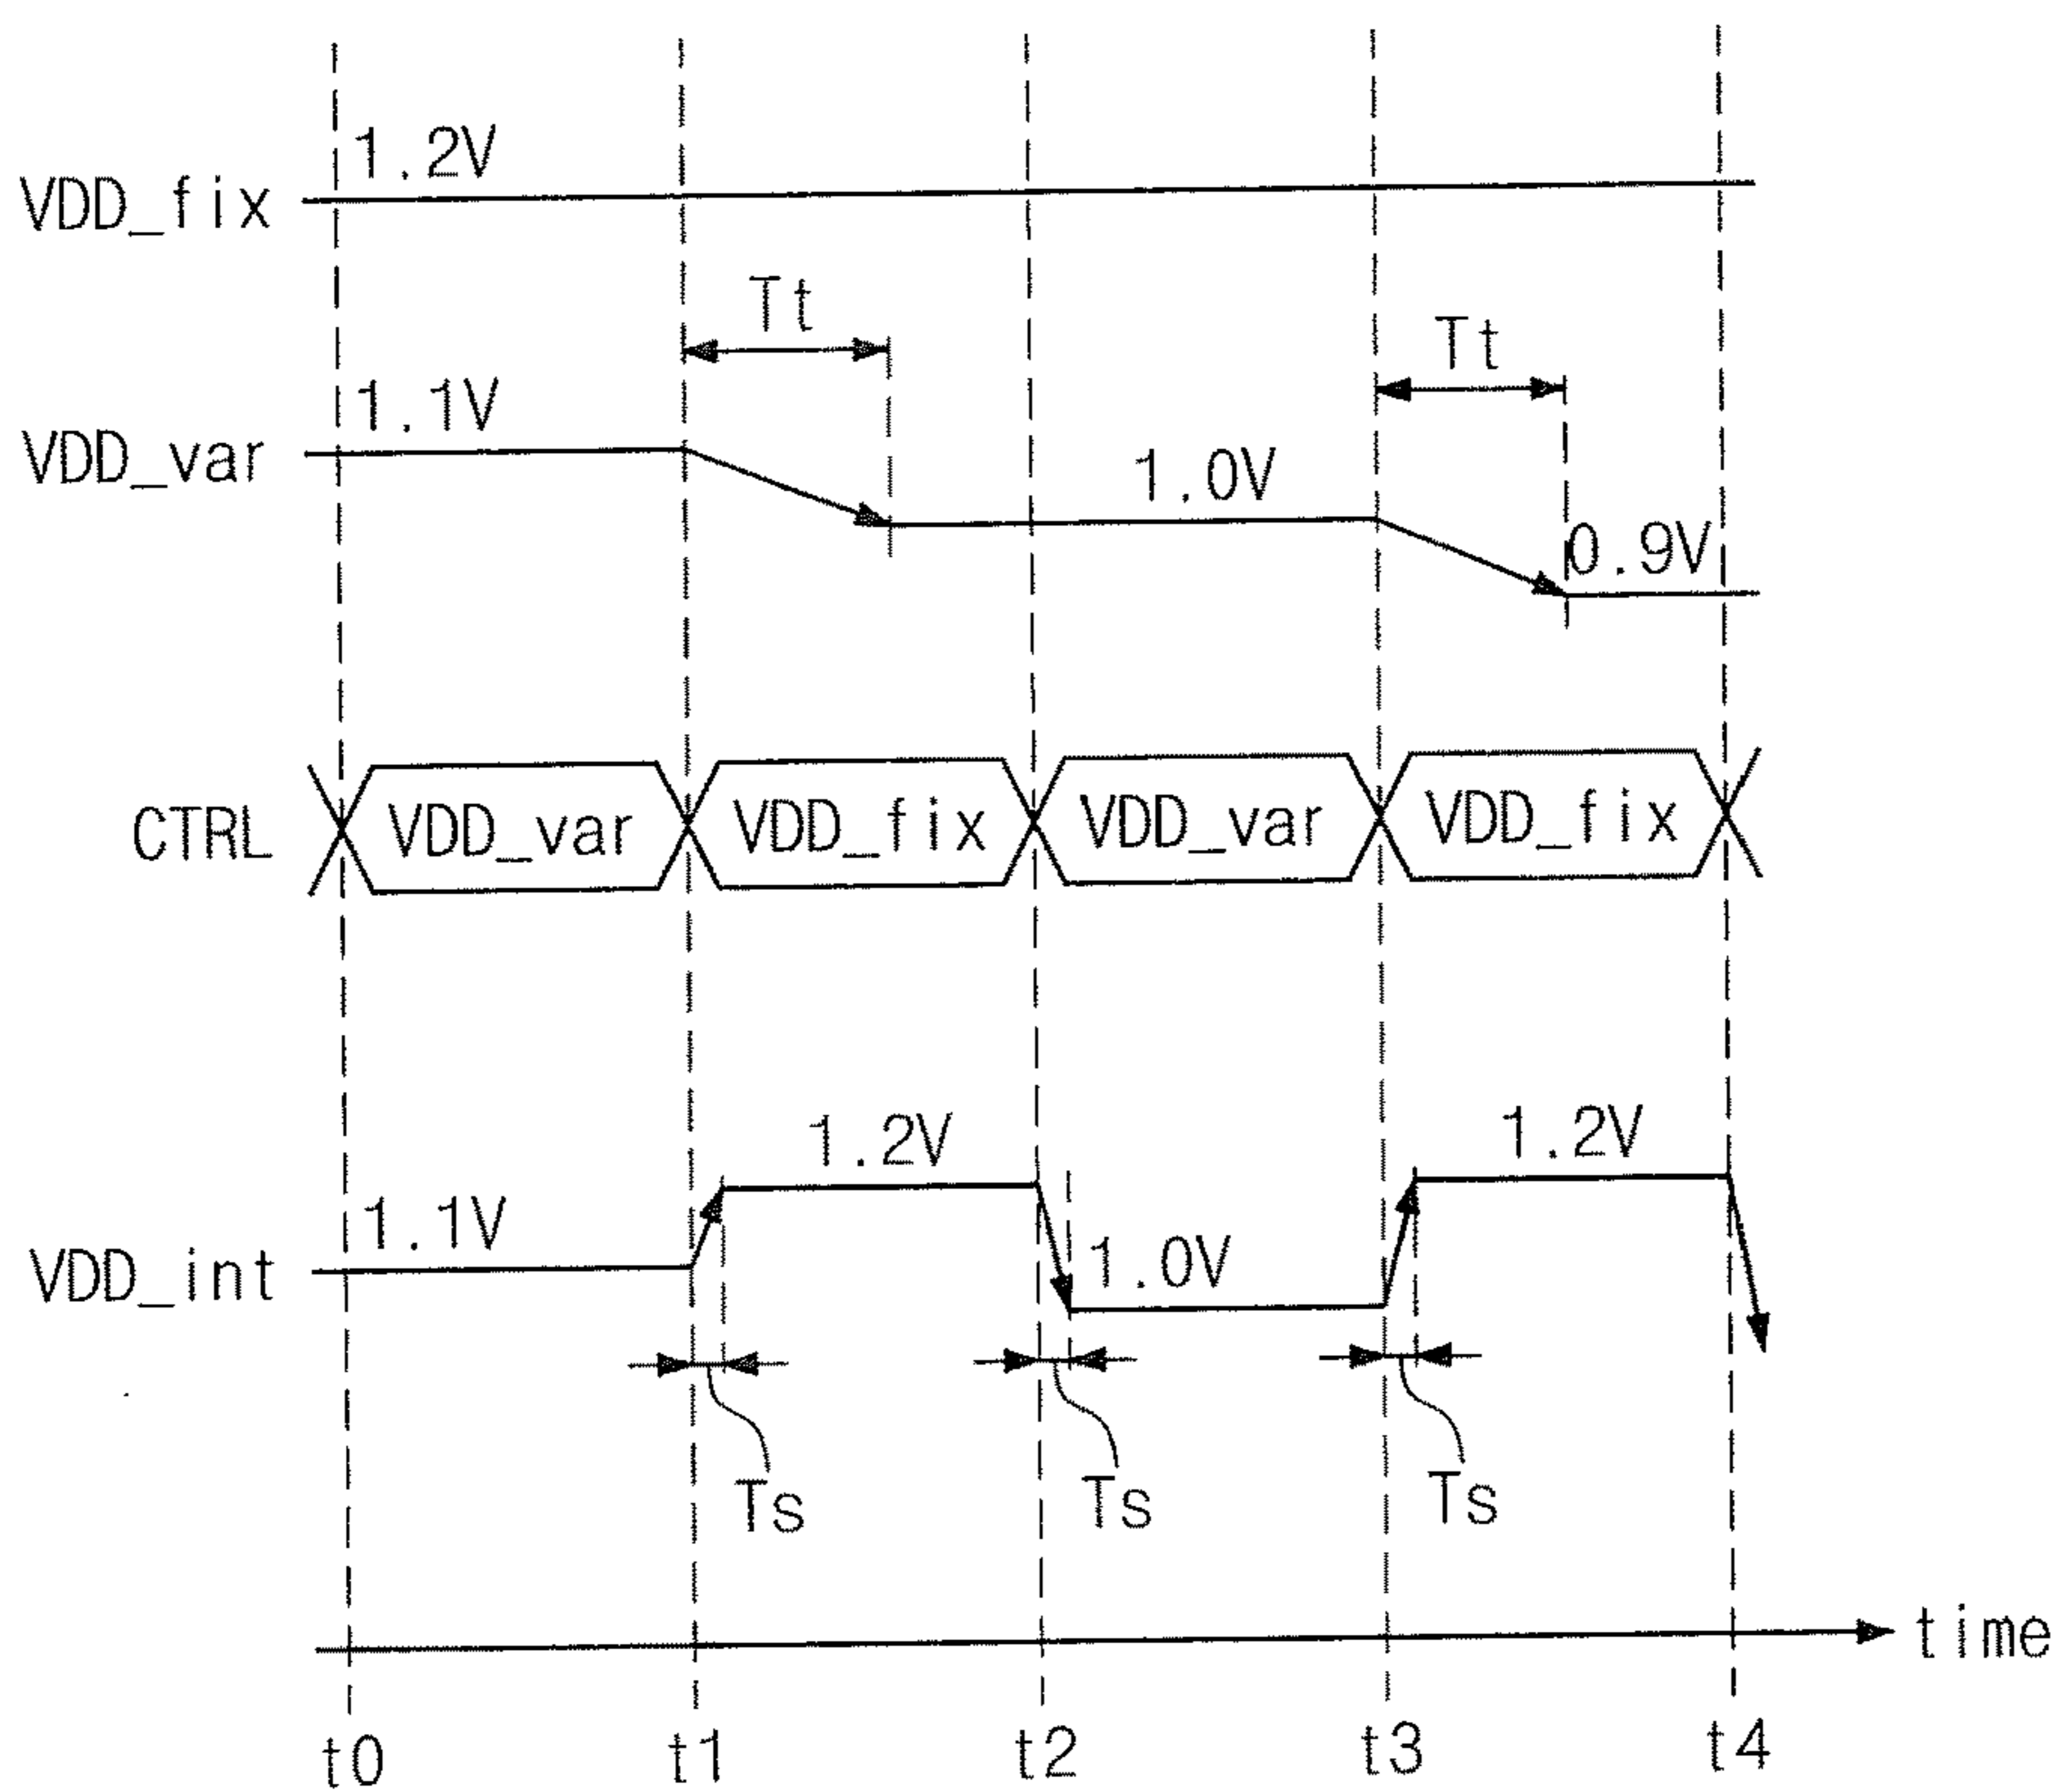 1.2V
VDD_fix
Tt
Tt
1.1V
VDD_var
1.0V
0.9V
CTRL
VDD_var
VDD_fix
VDD_var
VDD_fix
1.2V
1.2V
1.1V
1.0V
VDD_int
Ts
Ts
Ts
time
t0
t1
t2
t3
t4